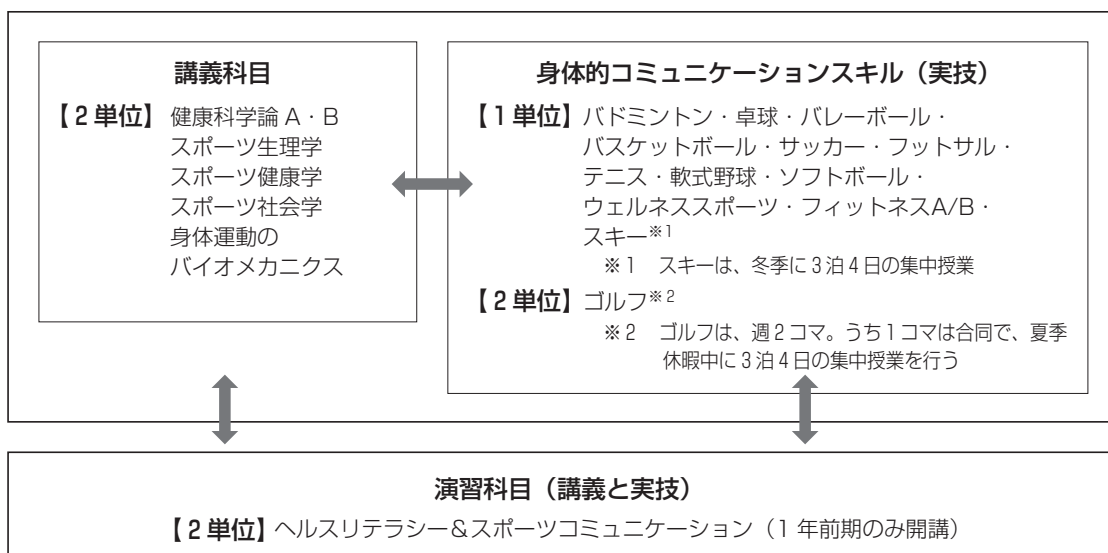 講義科目
【2単位】健康科学論 A・B
スポーツ生理学
スポーツ健康学
スポーツ社会学
身体運動の
バイオメカニクス
身体的コミュニケーションスキル（実技）
【1単位】バドミントン・卓球・バレーボール・
バスケットボール・サッカー・フットサル・
テニス・軟式野球・ソフトボール・
ウェルネススポーツ・フィットネスA/B・
スキー※1
※1　スキーは、冬季に3泊4日の集中授業
【2単位】ゴルフ※2
※2　ゴルフは、週2コマ。うち1コマは合同で、夏季
休暇中に3泊4日の集中授業を行う
演習科目（講義と実技）
【2単位】ヘルスリテラシー＆スポーツコミュニケーション（1年前期のみ開講）